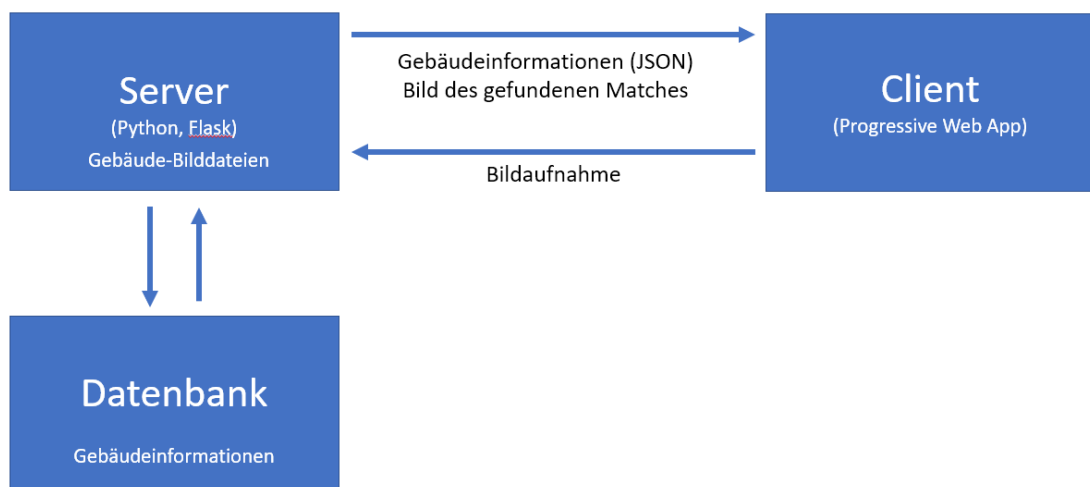 Server
(Python, Flask)
Gebäude-Bilddateien
Gebäudeinformationen (JSON)
Bild des gefundenen Matches
Bildaufnahme
Client
(Progressive Web App)
Datenbank
Gebäudeinformationen